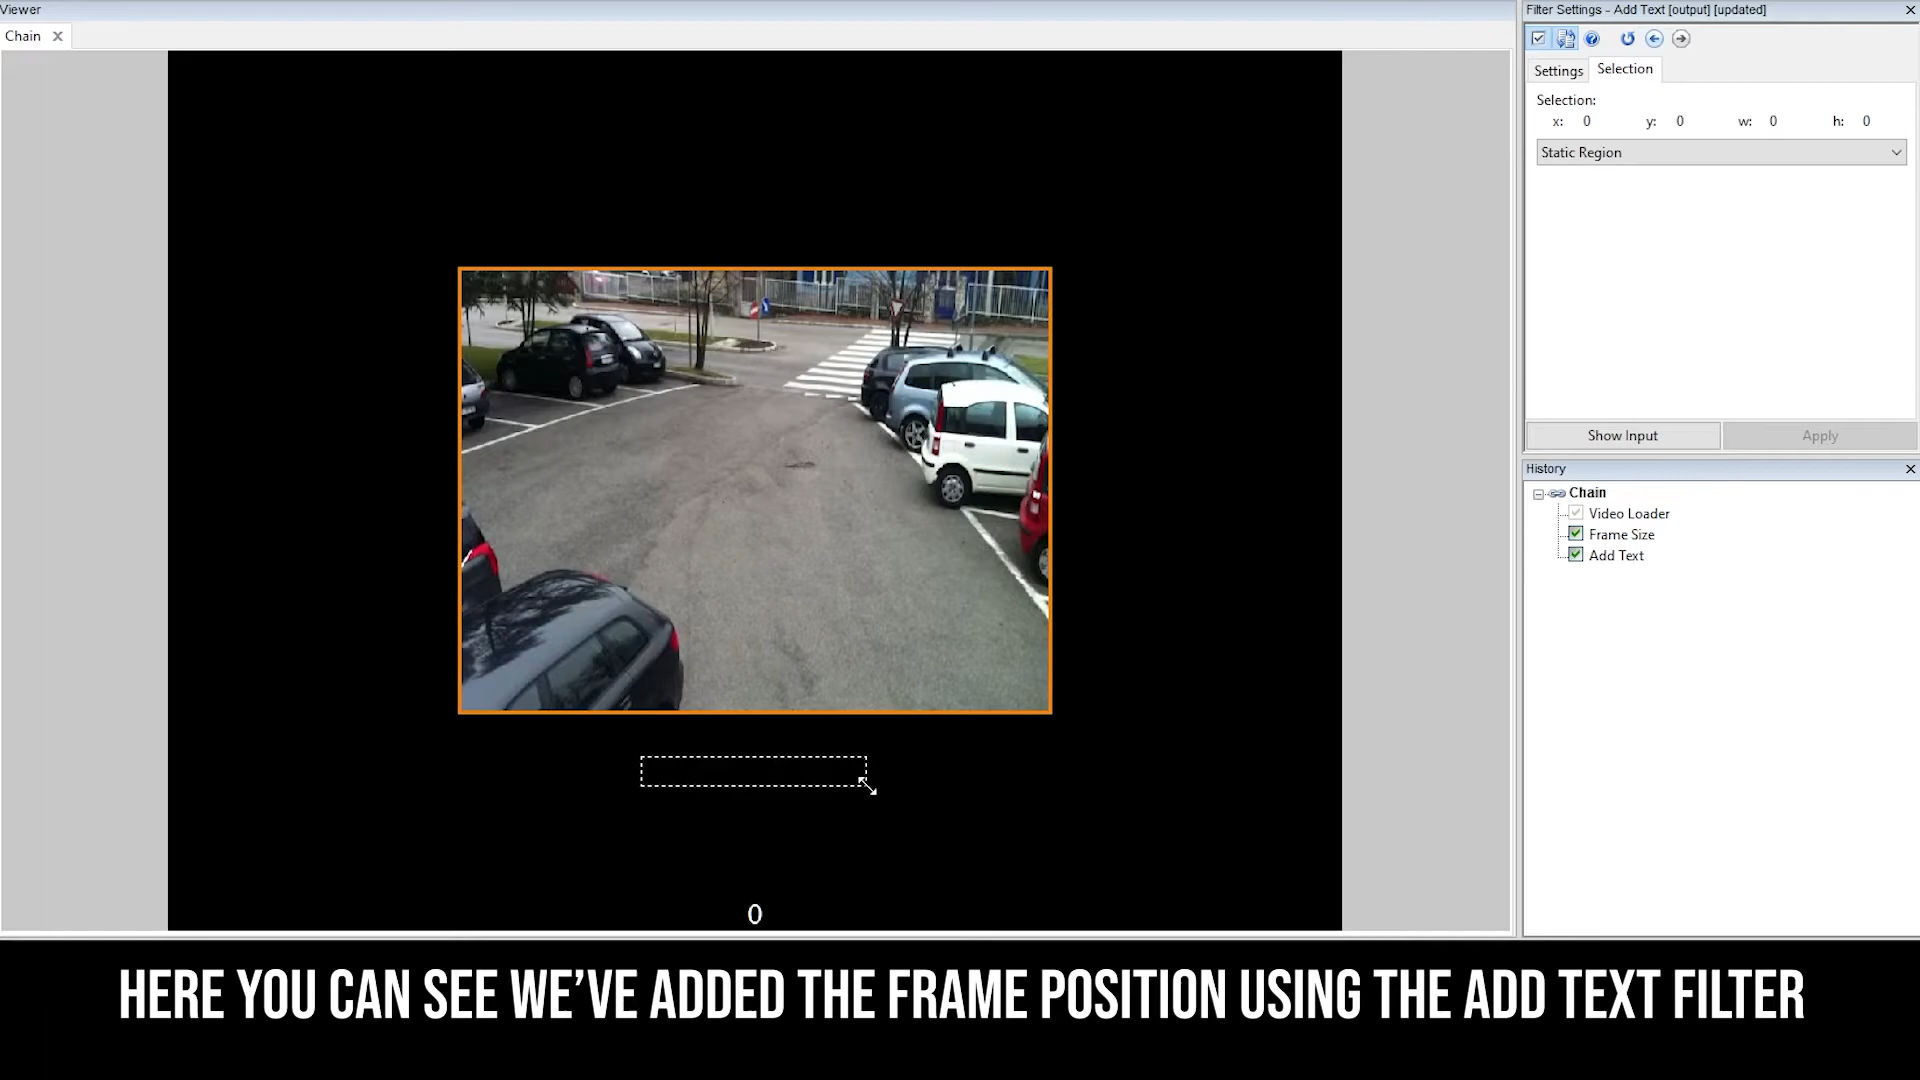 Viewer
Chain
Filter Settings - Add Text [output] [updated]
Settings
Selection
Selection:
x: 0 y: 0 w: 0 h: 0
Static Region
Show Input
Apply
History
Chain
Video Loader
Frame Size
Add Text
0
HERE YOU CAN SEE WE’VE ADDED THE FRAME POSITION USING THE ADD TEXT FILTER